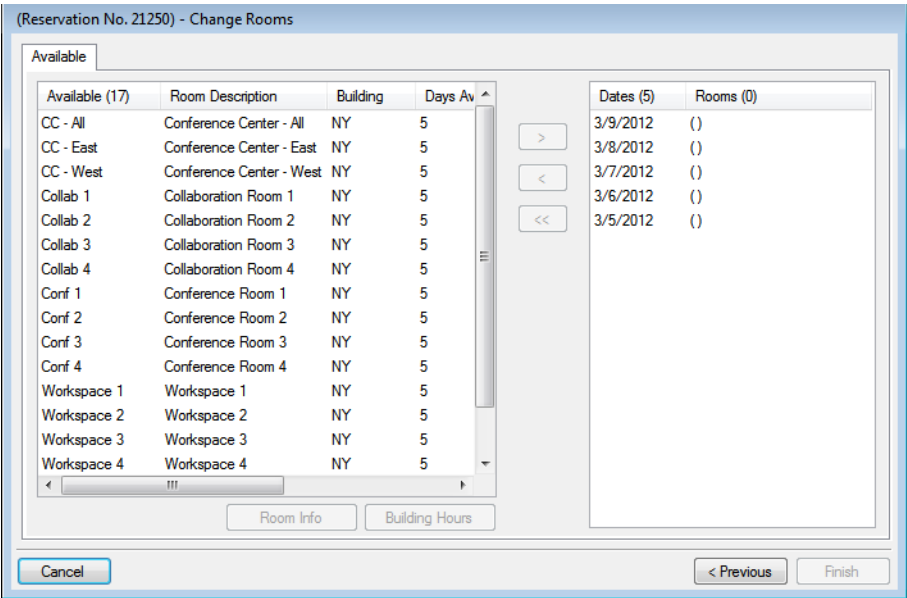 (Reservation No. 21250) - Change Rooms
Available
Available (17) Room Description Building Days Av
CC - All Conference Center - All NY 5
CC - East Conference Center - East NY 5
CC - West Conference Center - West NY 5
Collab 1 Collaboration Room 1 NY 5
Collab 2 Collaboration Room 2 NY 5
Collab 3 Collaboration Room 3 NY 5
Collab 4 Collaboration Room 4 NY 5
Conf 1 Conference Room 1 NY 5
Conf 2 Conference Room 2 NY 5
Conf 3 Conference Room 3 NY 5
Conf 4 Conference Room 4 NY 5
Workspace 1 Workspace 1 NY 5
Workspace 2 Workspace 2 NY 5
Workspace 3 Workspace 3 NY 5
Workspace 4 Workspace 4 NY 5
Room Info Building Hours
>
<
<<
Dates (5) Rooms (0)
3/9/2012 ( )
3/8/2012 ( )
3/7/2012 ( )
3/6/2012 ( )
3/5/2012 ( )
Cancel < Previous Finish